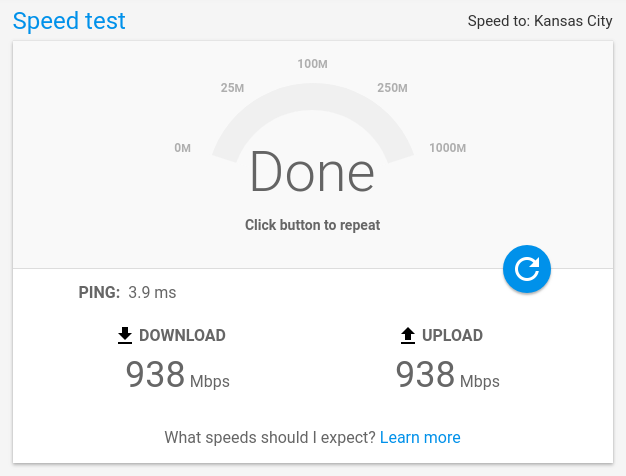 Speed test
Speed to: Kansas City
100M
25M
250M
0M
1000M
Done
Click button to repeat
PING: 3.9 ms
DOWNLOAD
UPLOAD
938 Mbps
938 Mbps
What speeds should I expect? Learn more